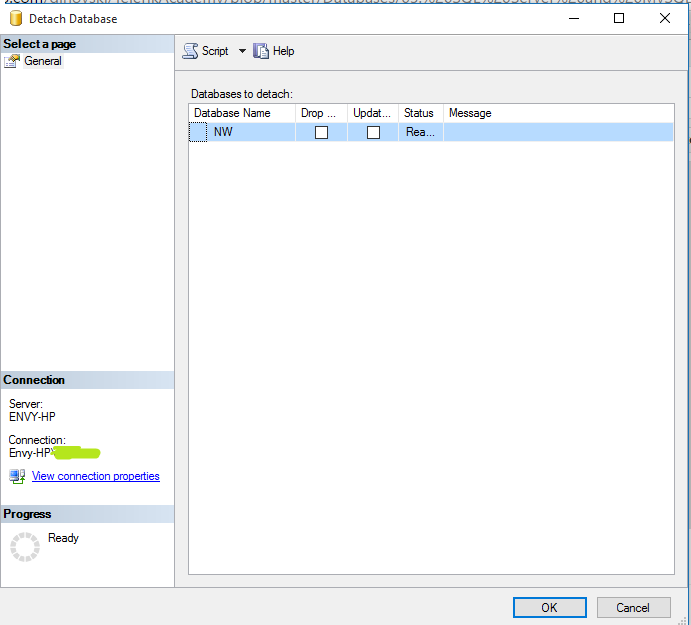 Detach Database
Select a page
General
Script
Help
Databases to detach:
Database Name Drop ... Updat... Status Message
NW Rea...
Connection
Server:
ENVY-HP
Connection:
Envy-HP\
View connection properties
Progress
Ready
OK Cancel